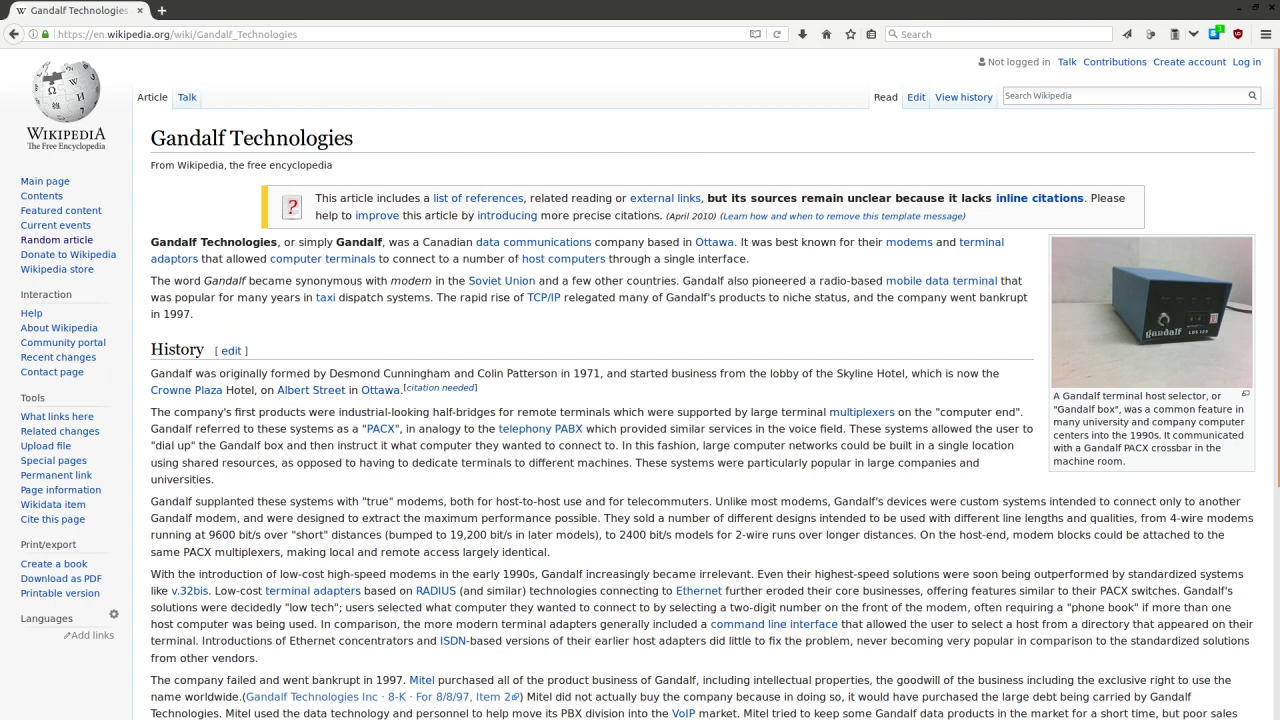 Gandalf Technologies
https://en.wikipedia.org/wiki/Gandalf_Technologies
Search
1
Not logged in Talk Contributions Create account Log in
Article Talk
Read Edit View history Search Wikipedia
WIKIPEDIA
The Free Encyclopedia
Main page
Contents
Featured content
Current events
Random article
Donate to Wikipedia
Wikipedia store
Interaction
Help
About Wikipedia
Community portal
Recent changes
Contact page
Tools
What links here
Related changes
Upload file
Special pages
Permanent link
Page information
Wikidata item
Cite this page
Print/export
Create a book
Download as PDF
Printable version
Languages
Add links
Gandalf Technologies
From Wikipedia, the free encyclopedia
This article includes a list of references, related reading or external links, but its sources remain unclear because it lacks inline citations. Please
help to improve this article by introducing more precise citations. (April 2010) (Learn how and when to remove this template message)
Gandalf Technologies, or simply Gandalf, was a Canadian data communications company based in Ottawa. It was best known for their modems and terminal
adaptors that allowed computer terminals to connect to a number of host computers through a single interface.
The word Gandalf became synonymous with modem in the Soviet Union and a few other countries. Gandalf also pioneered a radio-based mobile data terminal that
was popular for many years in taxi dispatch systems. The rapid rise of TCP/IP relegated many of Gandalf's products to niche status, and the company went bankrupt
in 1997.
gandalf
A Gandalf terminal host selector, or
"Gandalf box", was a common feature in
many university and company computer
centers into the 1990s. It communicated
with a Gandalf PACX crossbar in the
machine room.
History [ edit ]
Gandalf was originally formed by Desmond Cunningham and Colin Patterson in 1971, and started business from the lobby of the Skyline Hotel, which is now the
Crowne Plaza Hotel, on Albert Street in Ottawa.[citation needed]
The company's first products were industrial-looking half-bridges for remote terminals which were supported by large terminal multiplexers on the "computer end".
Gandalf referred to these systems as a "PACX", in analogy to the telephony PABX which provided similar services in the voice field. These systems allowed the user to
"dial up" the Gandalf box and then instruct it what computer they wanted to connect to. In this fashion, large computer networks could be built in a single location
using shared resources, as opposed to having to dedicate terminals to different machines. These systems were particularly popular in large companies and
universities.
Gandalf supplanted these systems with "true" modems, both for host-to-host use and for telecommuters. Unlike most modems, Gandalf's devices were custom systems intended to connect only to another
Gandalf modem, and were designed to extract the maximum performance possible. They sold a number of different designs intended to be used with different line lengths and qualities, from 4-wire modems
running at 9600 bit/s over "short" distances (bumped to 19,200 bit/s in later models), to 2400 bit/s models for 2-wire runs over longer distances. On the host-end, modem blocks could be attached to the
same PACX multiplexers, making local and remote access largely identical.
With the introduction of low-cost high-speed modems in the early 1990s, Gandalf increasingly became irrelevant. Even their highest-speed solutions were soon being outperformed by standardized systems
like v.32bis. Low-cost terminal adapters based on RADIUS (and similar) technologies connecting to Ethernet further eroded their core businesses, offering features similar to their PACX switches. Gandalf's
solutions were decidedly "low tech"; users selected what computer they wanted to connect to by selecting a two-digit number on the front of the modem, often requiring a "phone book" if more than one
host computer was being used. In comparison, the more modern terminal adapters generally included a command line interface that allowed the user to select a host from a directory that appeared on their
terminal. Introductions of Ethernet concentrators and ISDN-based versions of their earlier host adapters did little to fix the problem, never becoming very popular in comparison to the standardized solutions
from other vendors.
The company failed and went bankrupt in 1997. Mitel purchased all of the product business of Gandalf, including intellectual properties, the goodwill of the business including the exclusive right to use the
name worldwide.(Gandalf Technologies Inc · 8-K · For 8/8/97, Item 2) Mitel did not actually buy the company because in doing so, it would have purchased the large debt being carried by Gandalf
Technologies. Mitel used the data technology and personnel to help move its PBX division into the VoIP market. Mitel tried to keep some Gandalf data products in the market for a short time, but poor sales